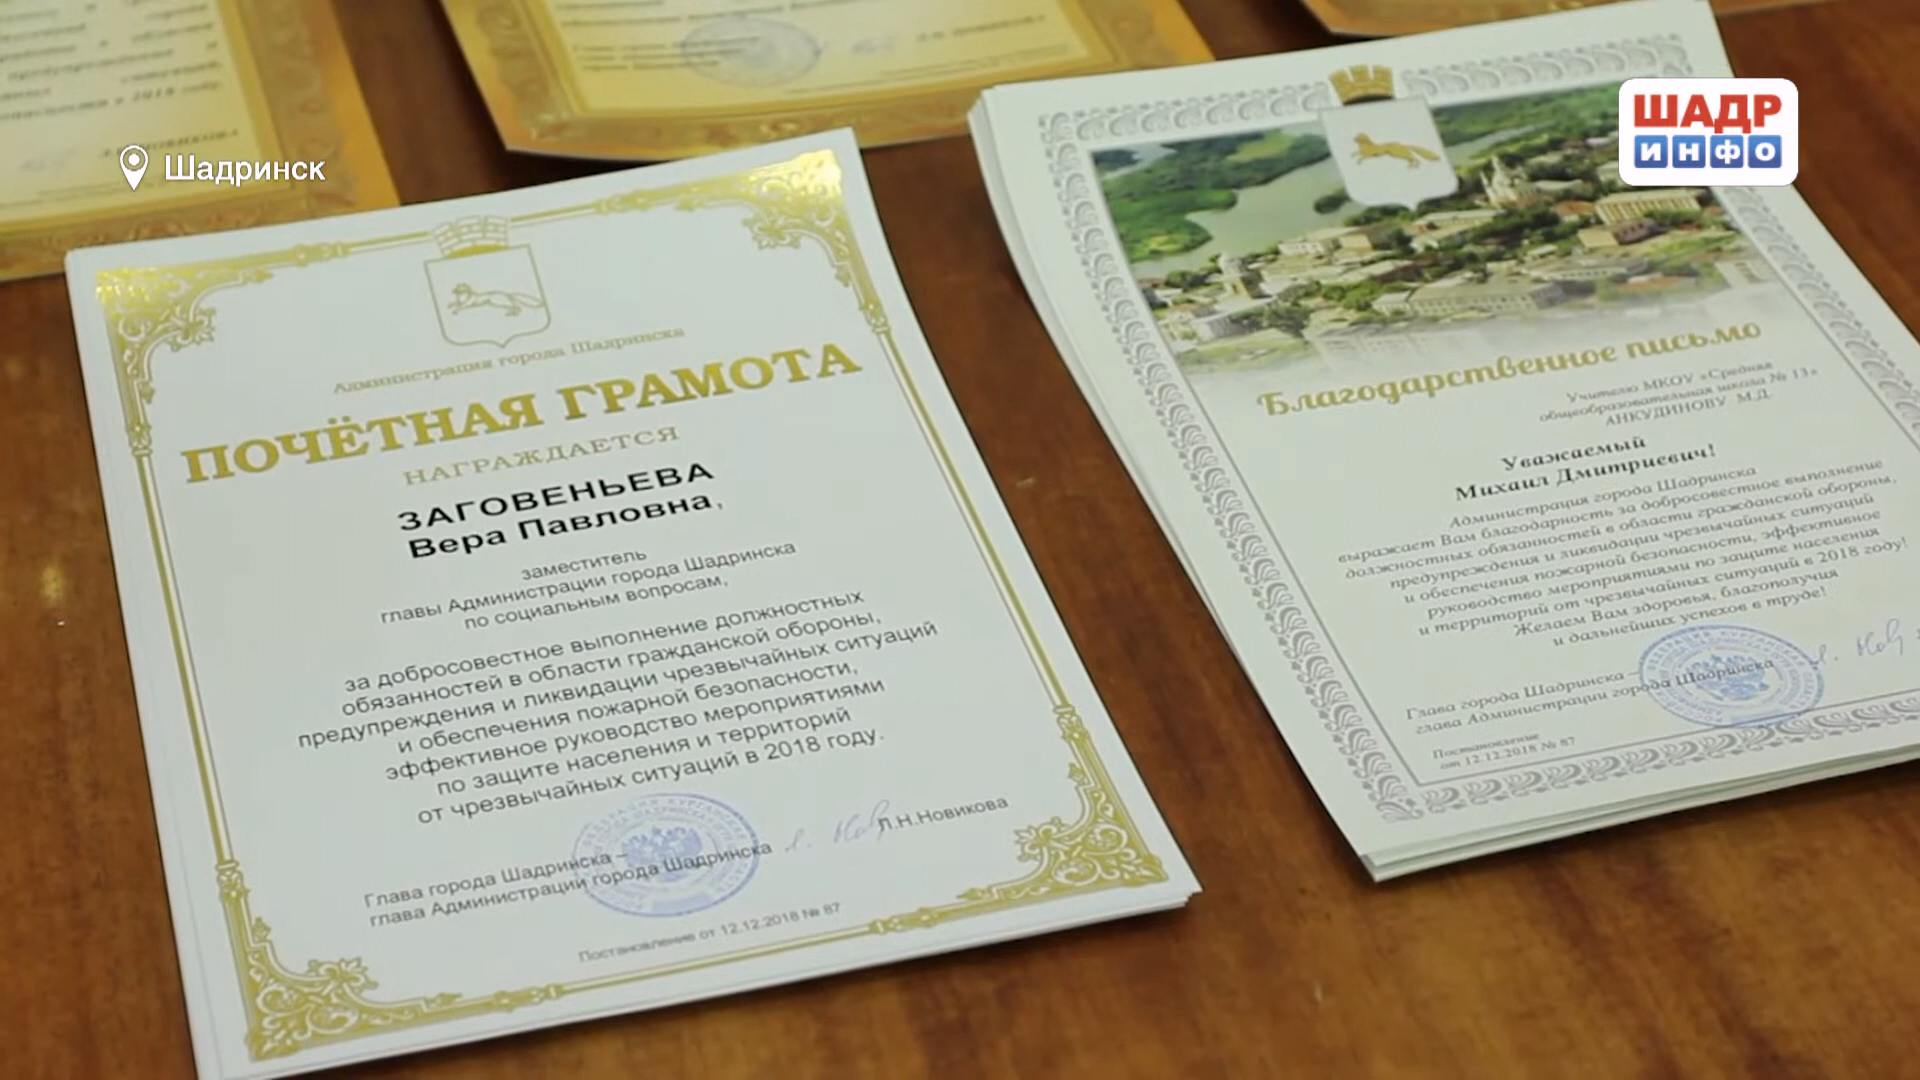 Шадринск
ШАДР
ИНФО
Администрация города Шадринска
ПОЧЁТНАЯ ГРАМОТА
НАГРАЖДАЕТСЯ
ЗАГОВЕНЬЕВА
Вера Павловна,
заместитель
главы Администрации города Шадринска
по социальным вопросам,
за добросовестное выполнение должностных
обязанностей в области гражданской обороны,
предупреждения и ликвидации чрезвычайных ситуаций
и обеспечения пожарной безопасности,
эффективное руководство мероприятиями
по защите населения и территорий
от чрезвычайных ситуаций в 2018 году.
Глава города Шадринска –
глава Администрации города Шадринска
Л.Н.Новикова
Постановление от 12.12.2018 № 87
Благодарственное письмо
Учителю МКОУ «Средняя
общеобразовательная школа № 13»
АНКУДИНОВУ М.Д.
Уважаемый
Михаил Дмитриевич!
Администрация города Шадринска
выражает Вам благодарность за добросовестное выполнение
должностных обязанностей в области гражданской обороны,
предупреждения и ликвидации чрезвычайных ситуаций
и обеспечения пожарной безопасности, эффективное
руководство мероприятиями по защите населения
и территорий от чрезвычайных ситуаций в 2018 году!
Желаем Вам здоровья, благополучия
и дальнейших успехов в труде!
Глава города Шадринска –
глава Администрации города Шадринска
Постановление
от 12.12.2018 № 87